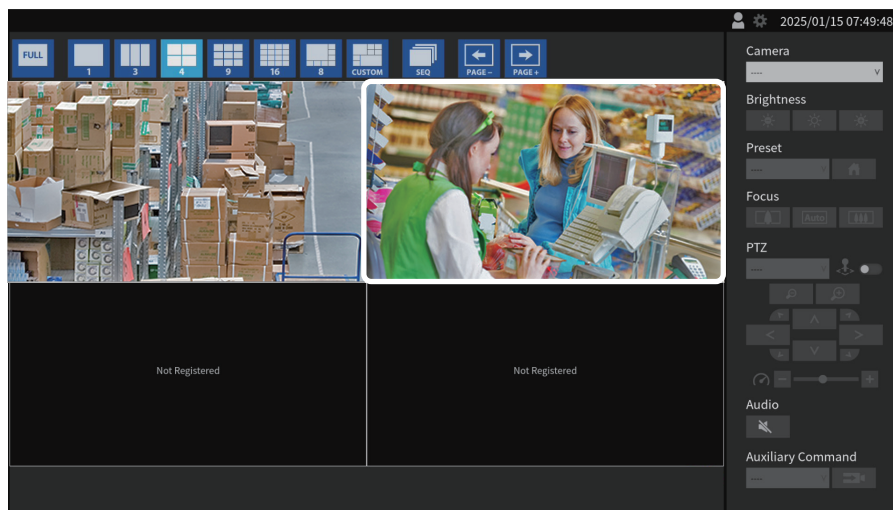 2025/01/15 07:49:48
FULL
1
3
4
9
16
8
CUSTOM
SEQ
PAGE−
PAGE+
Camera
----
V
Brightness
Preset
----
Focus
Auto
PTZ
----
Not Registered
Not Registered
Audio
Auxiliary Command
----